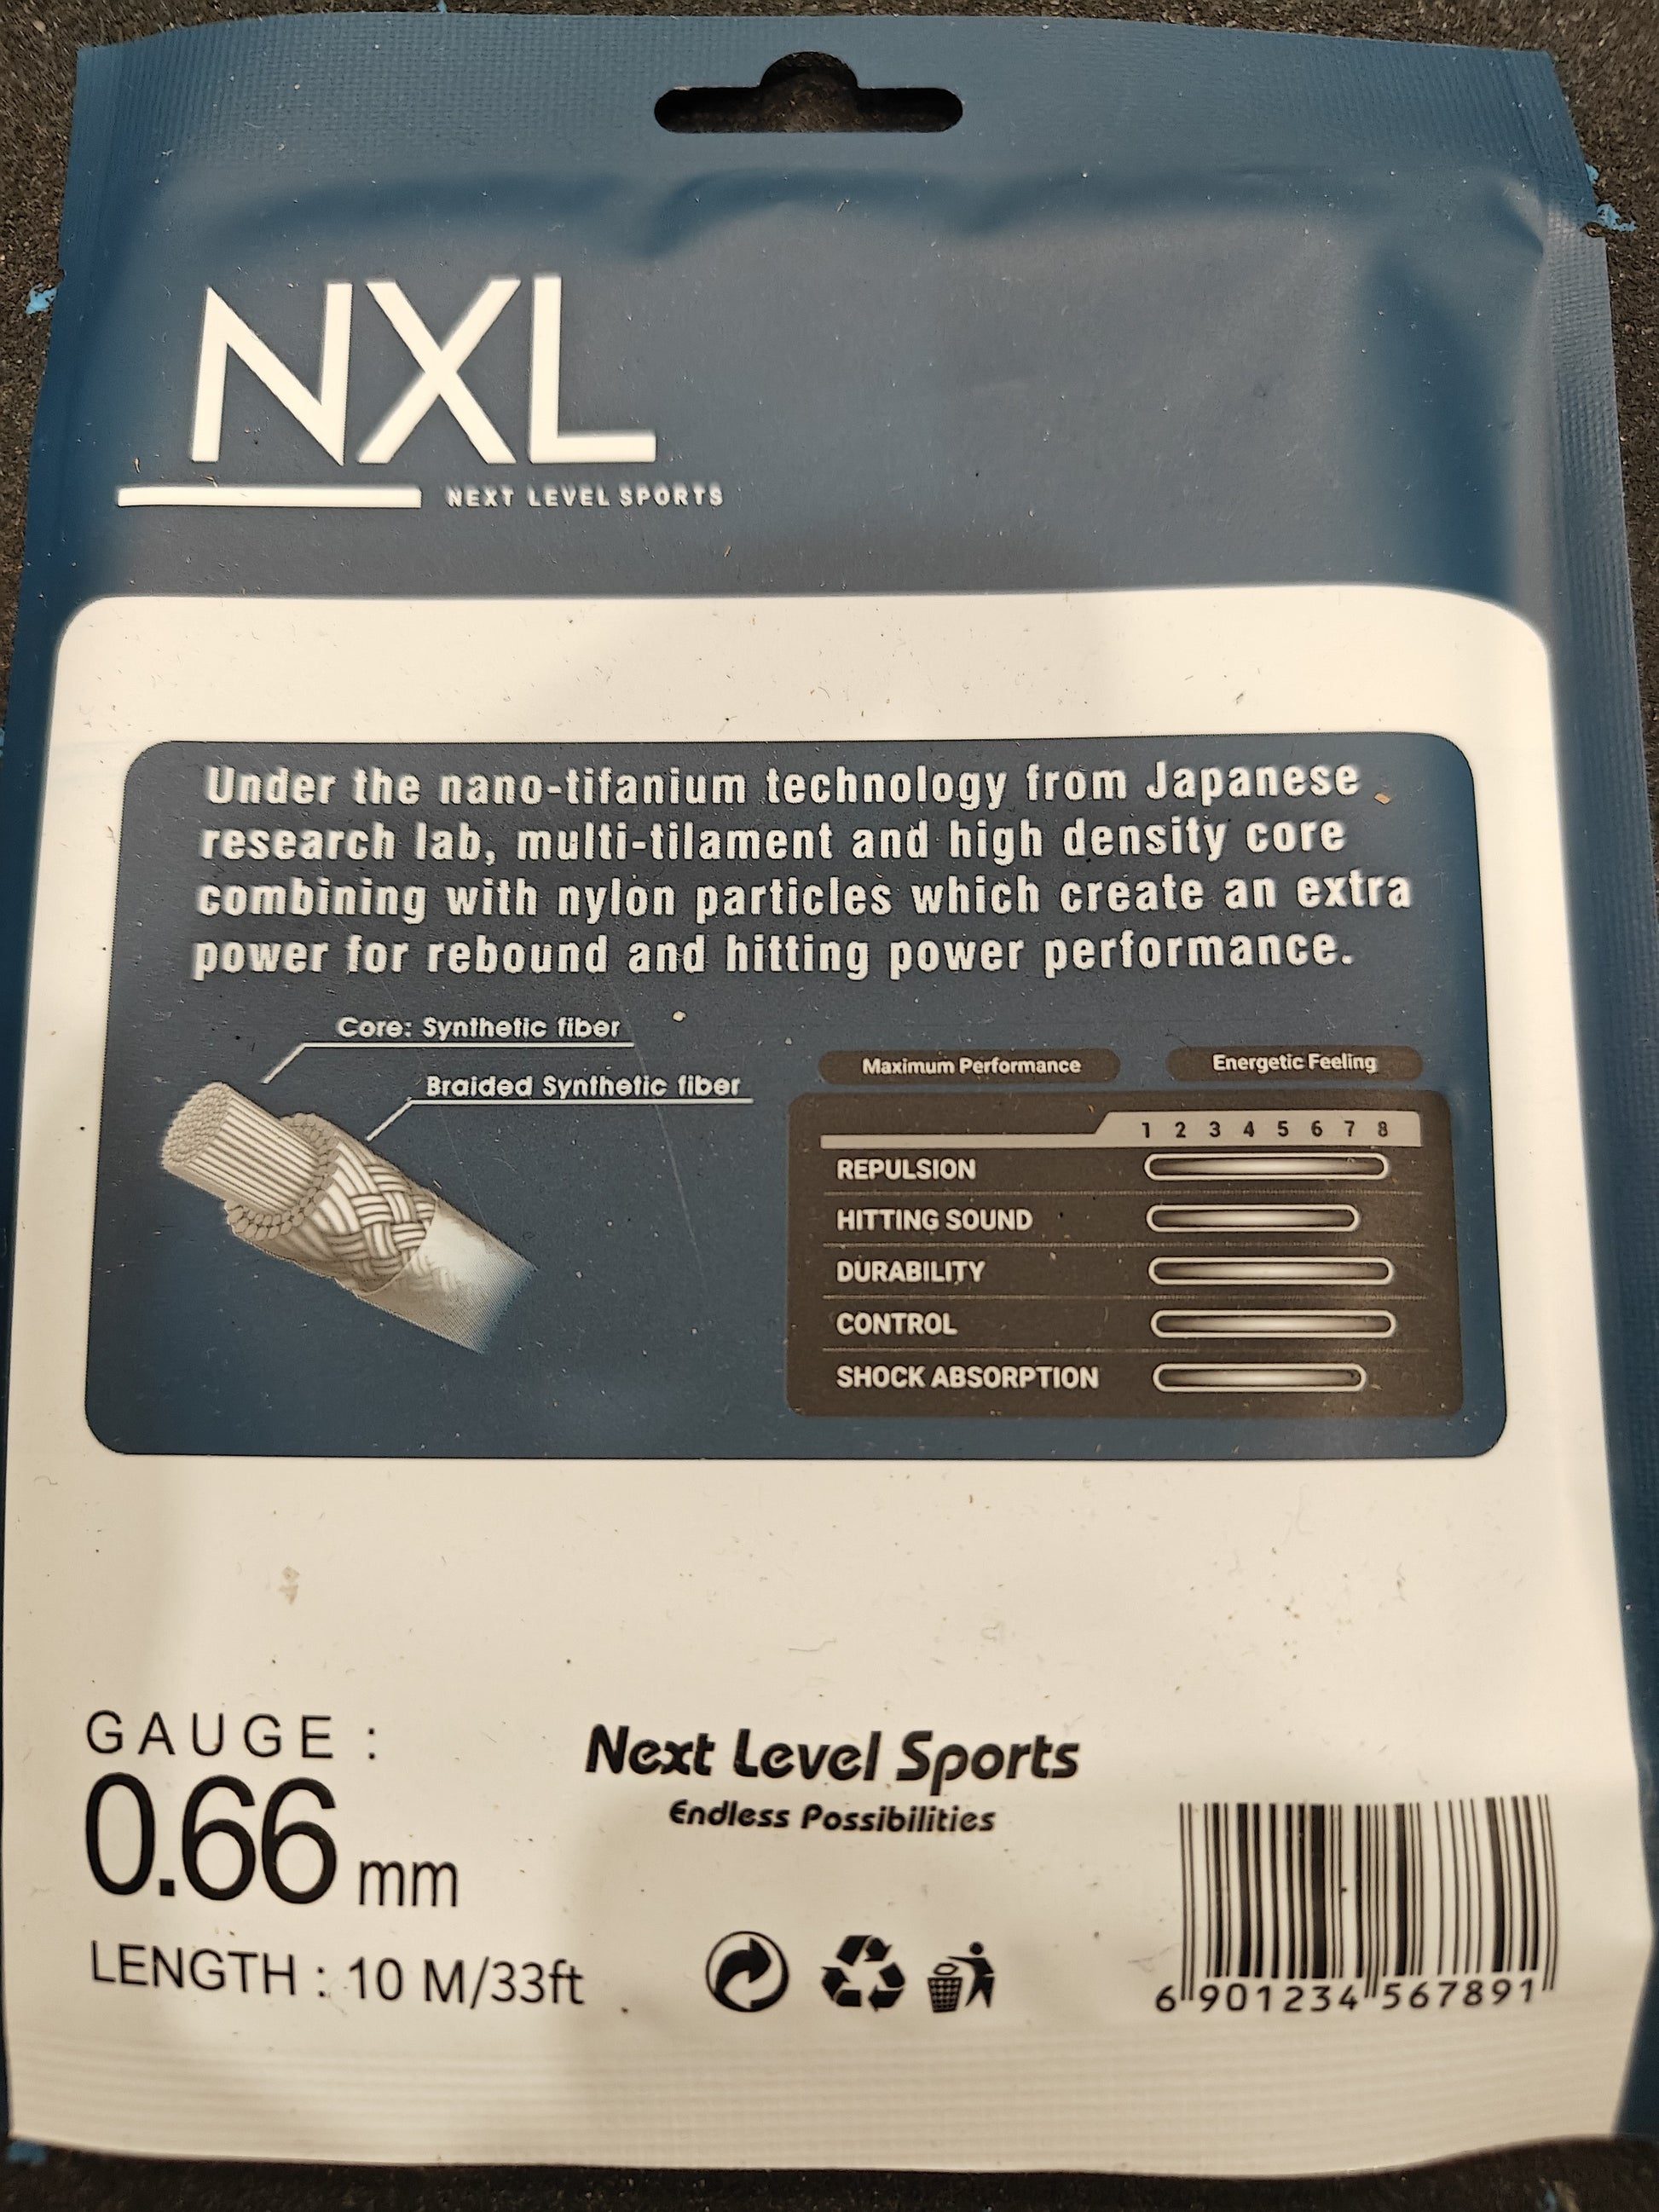 NXL
NEXT LEVEL SPORTS
Under the nano-tifanium technology from Japanese
research lab, multi-tilament and high density core
combining with nylon particles which create an extra
power for rebound and hitting power performance.
Core: Synthetic fiber
Braided Synthetic fiber
Maximum Performance
Energetic Feeling
1 2 3 4 5 6 7 8
REPULSION
HITTING SOUND
DURABILITY
CONTROL
SHOCK ABSORPTION
GAUGE :
0.66 mm
LENGTH : 10 M/33ft
Next Level Sports
Endless Possibilities
6 901234 567891